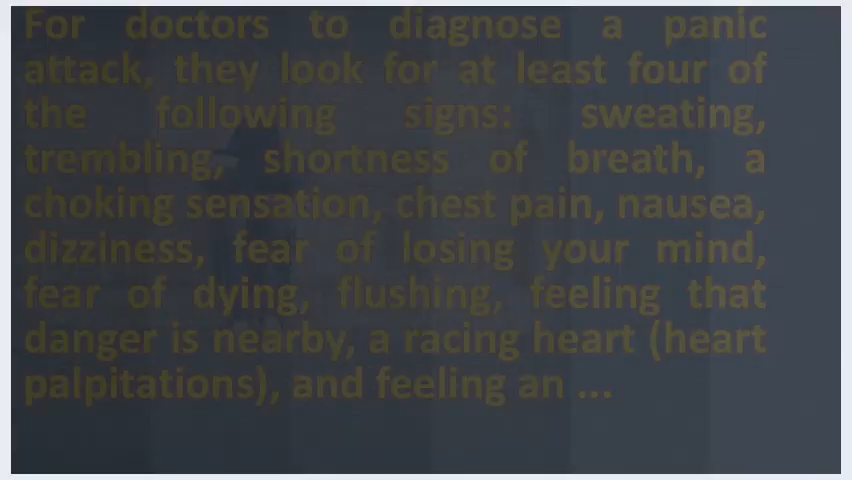 For doctors to diagnose a panic
attack, they look for at least four of
the following signs: sweating,
trembling, shortness of breath, a
choking sensation, chest pain, nausea,
dizziness, fear of losing your mind,
fear of dying, flushing, feeling that
danger is nearby, a racing heart (heart
palpitations), and feeling an ...